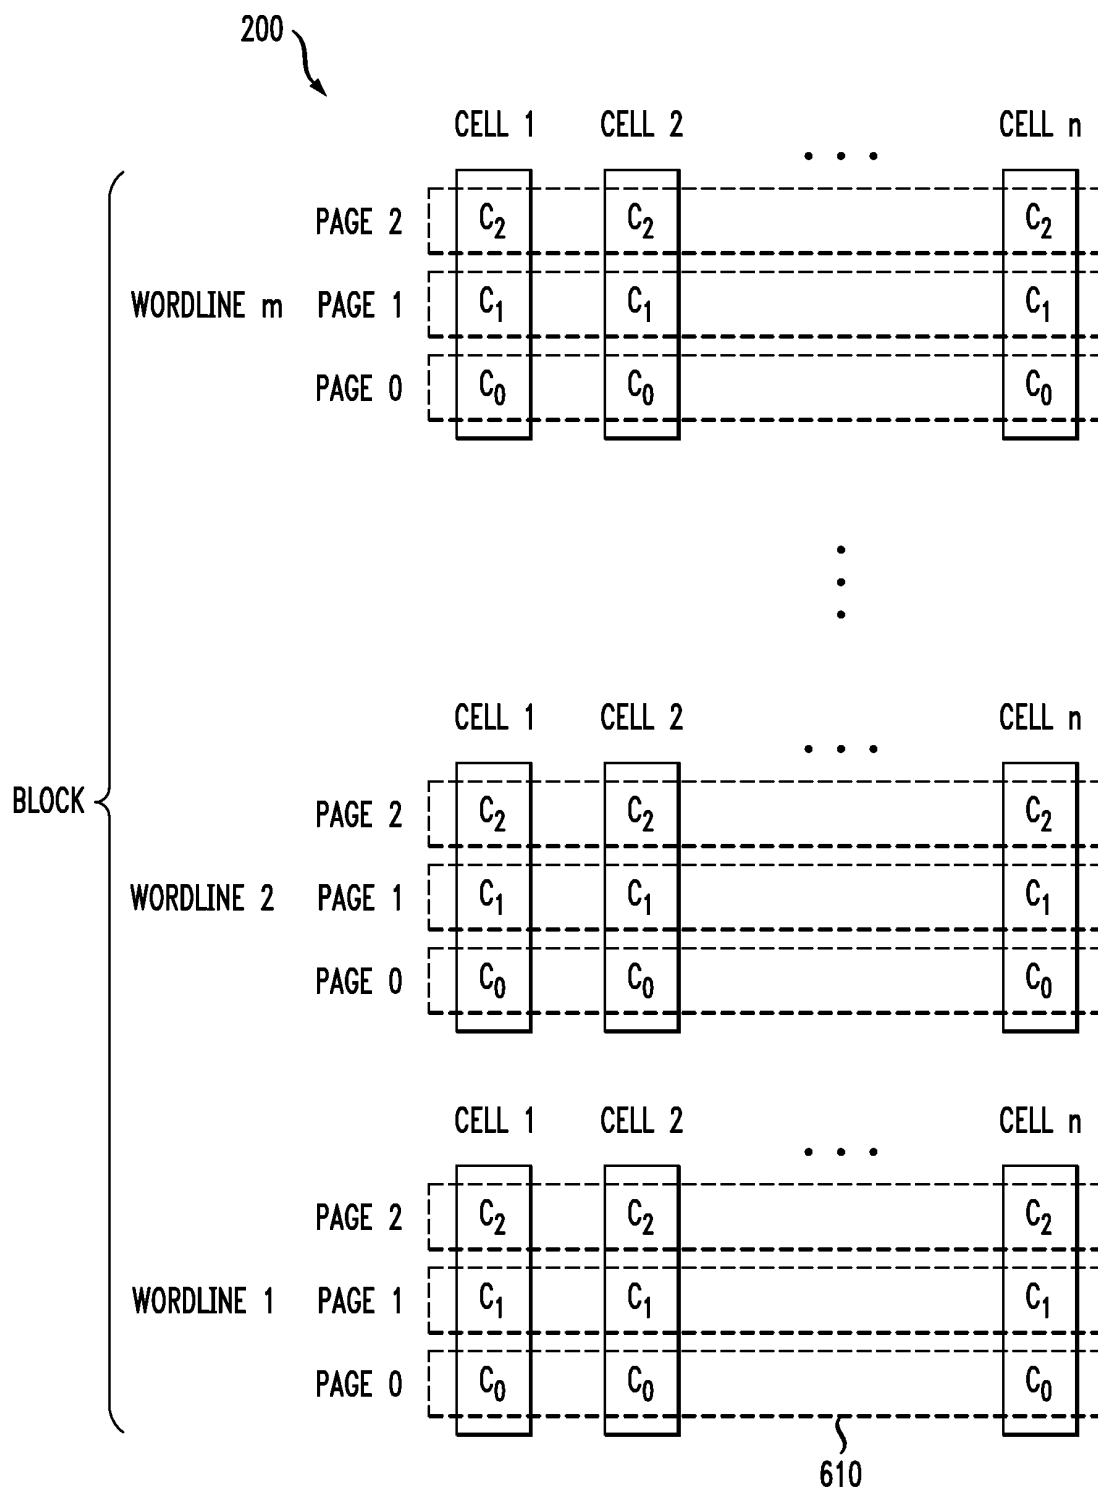 200
CELL 1 CELL 2 . . . CELL n
PAGE 2 C2 C2 C2
WORDLINE m PAGE 1 C1 C1 C1
PAGE 0 C0 C0 C0
CELL 1 CELL 2 . . . CELL n
BLOCK PAGE 2 C2 C2 C2
WORDLINE 2 PAGE 1 C1 C1 C1
PAGE 0 C0 C0 C0
CELL 1 CELL 2 . . . CELL n
PAGE 2 C2 C2 C2
WORDLINE 1 PAGE 1 C1 C1 C1
PAGE 0 C0 C0 C0
610